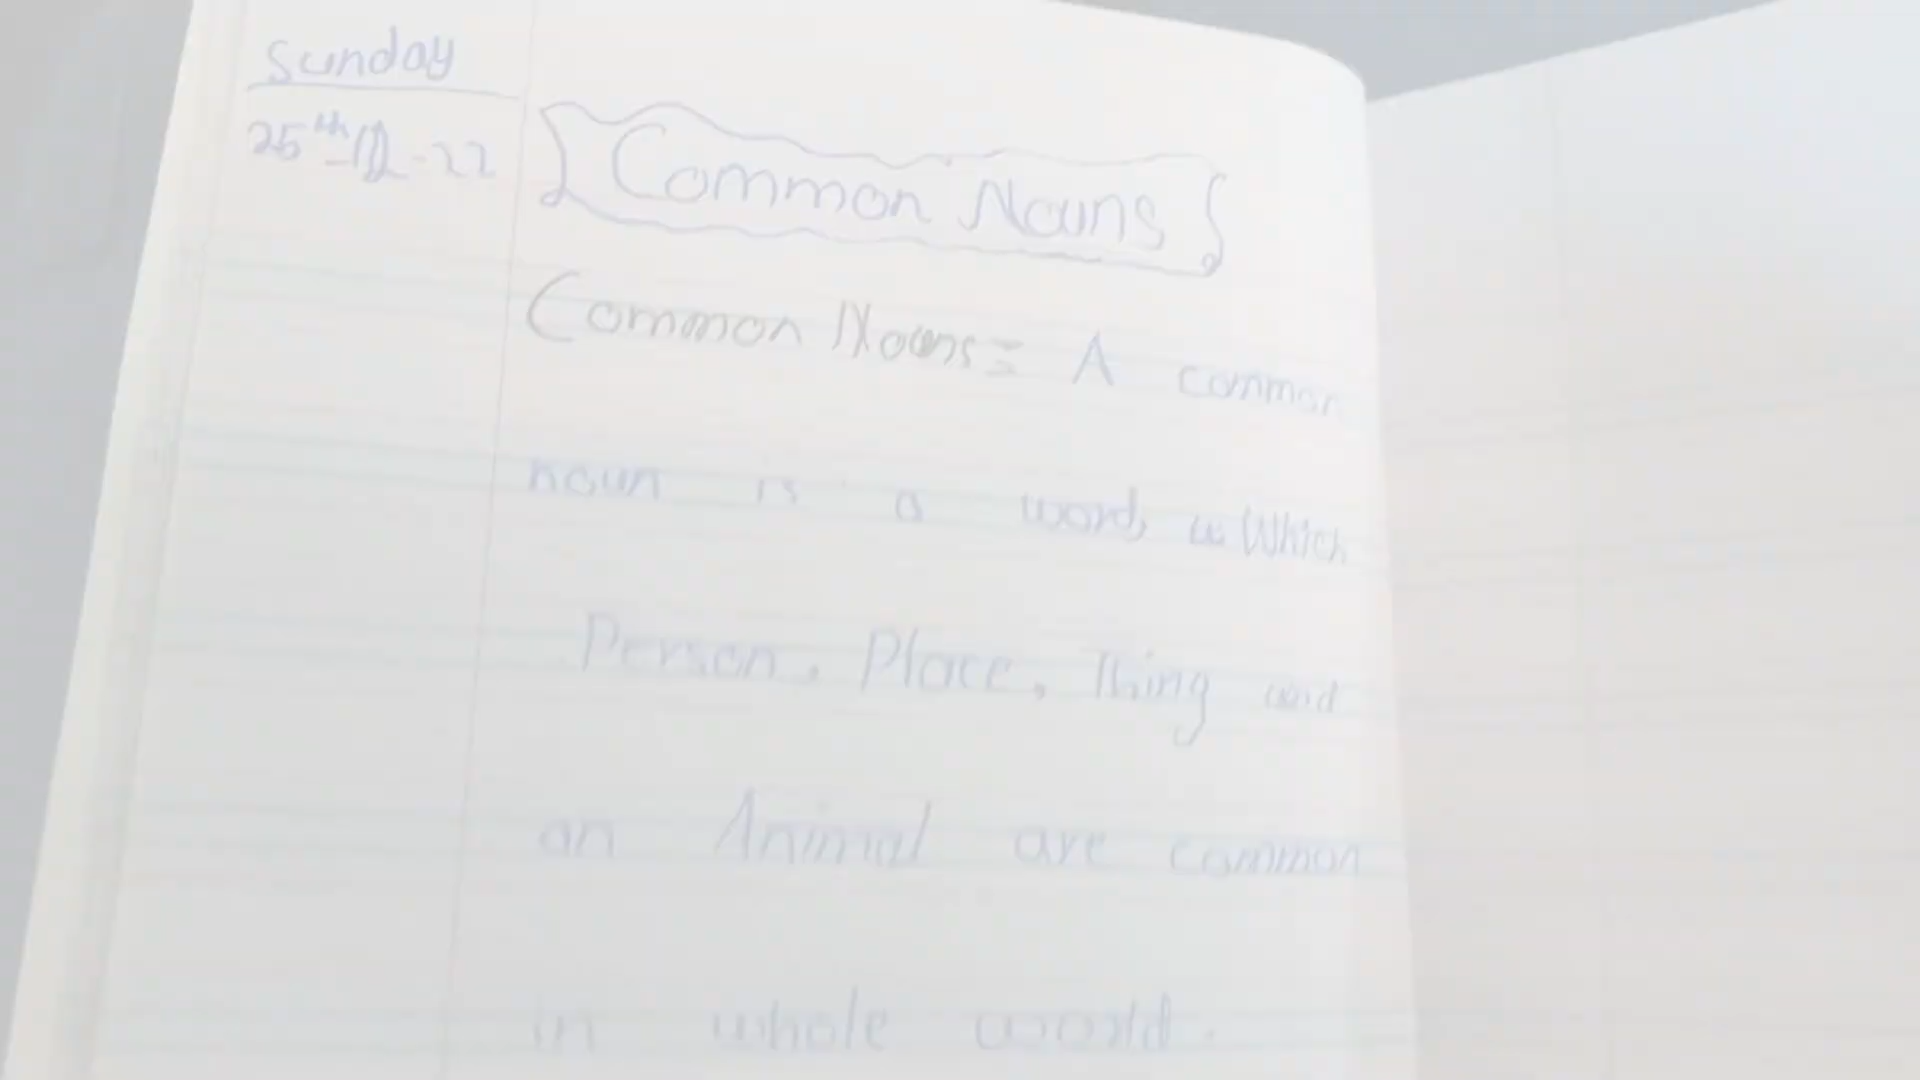 Sunday
25th-12-22
Common Nouns
Common Nouns = A common
noun is a word, Which
Person, Place, Thing and
an Animal are common
in whole world.